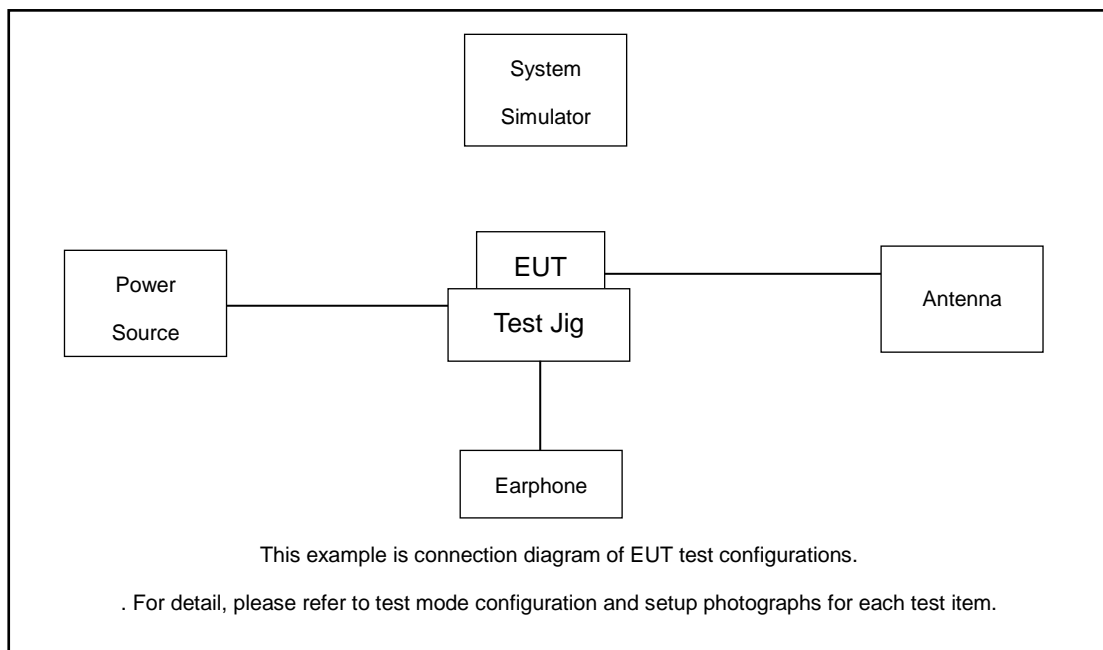 System
Simulator
EUT
Power
Source
Test Jig
Antenna
Earphone
This example is connection diagram of EUT test configurations.
. For detail, please refer to test mode configuration and setup photographs for each test item.